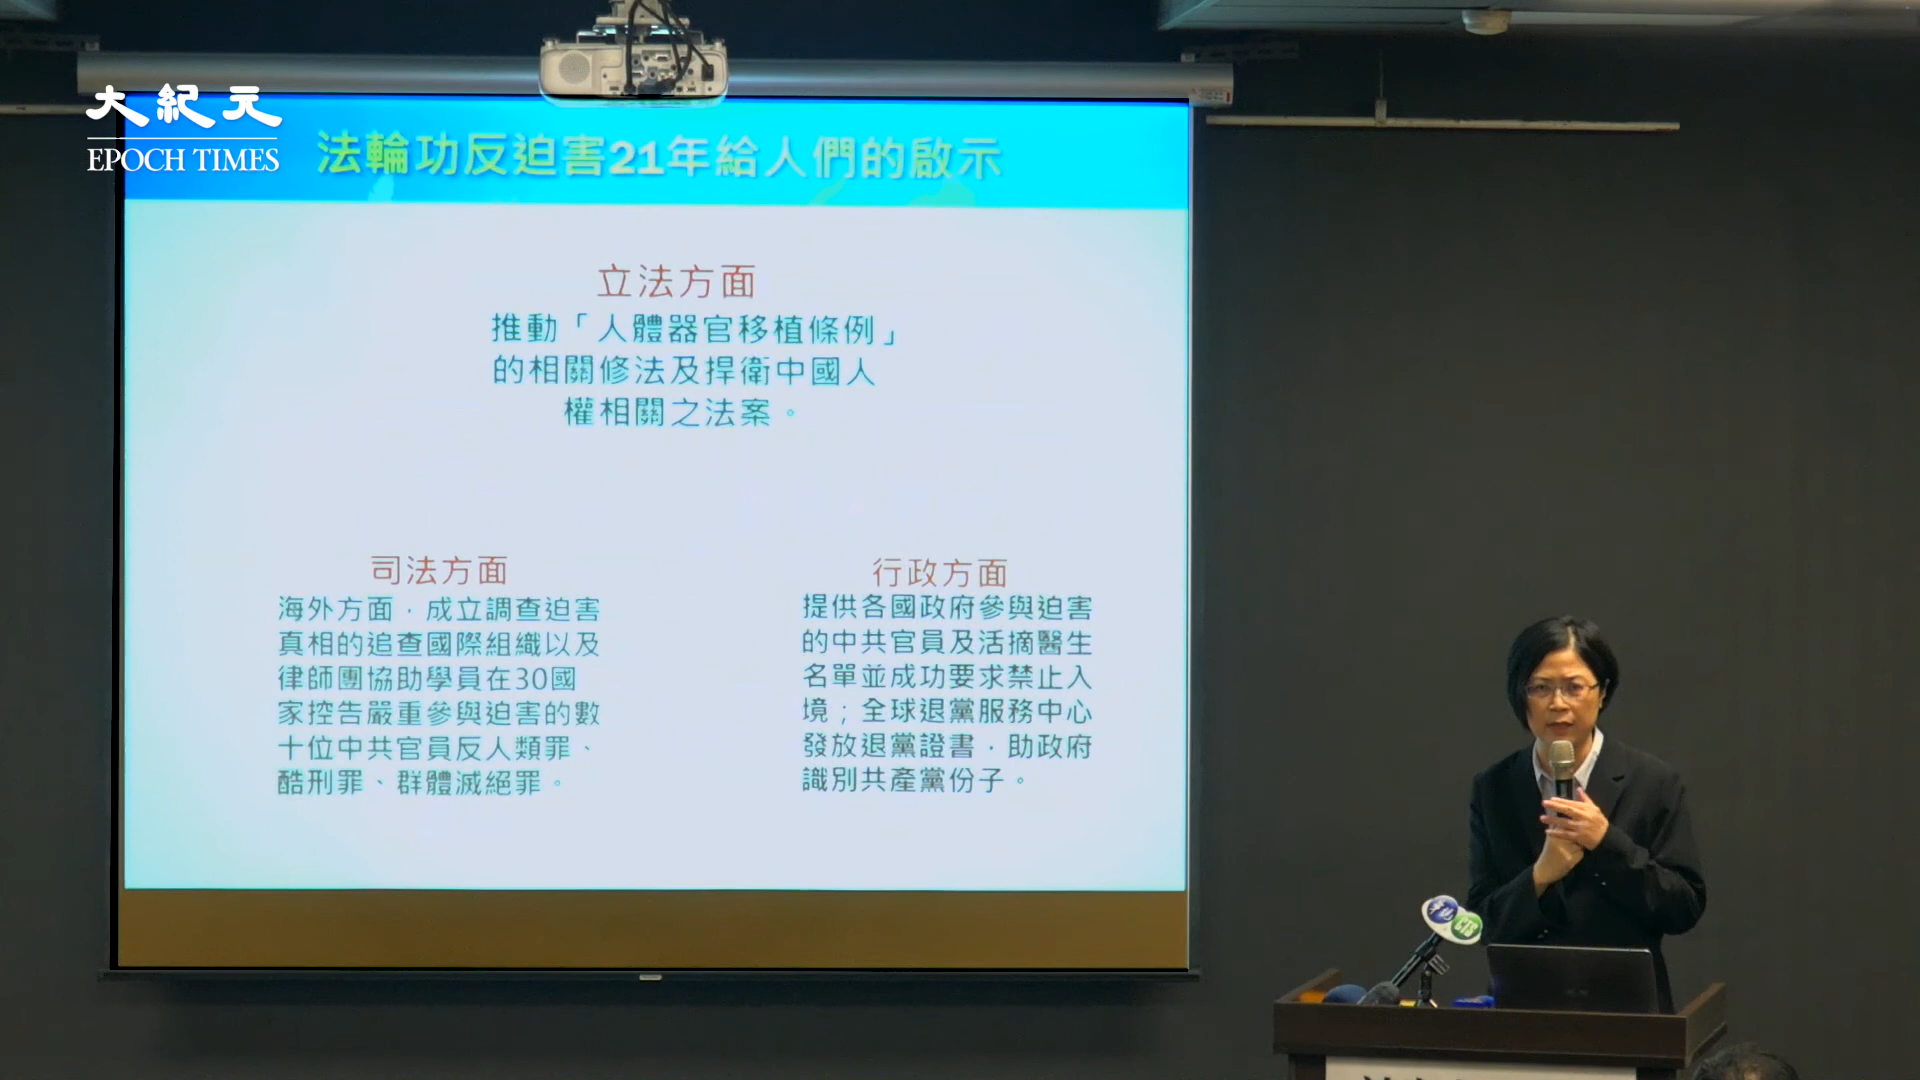 大紀元
EPOCH TIMES
法輪功反迫害21年給人們的啟示
立法方面
推動「人體器官移植條例」
的相關修法及捍衛中國人
權相關之法案。
司法方面
海外方面，成立調查迫害
真相的追查國際組織以及
律師團協助學員在30國
家控告嚴重參與迫害的數
十位中共官員反人類罪、
酷刑罪、群體滅絕罪。
行政方面
提供各國政府參與迫害
的中共官員及活摘醫生
名單並成功要求禁止入
境；全球退黨服務中心
發放退黨證書，助政府
識別共產黨份子。